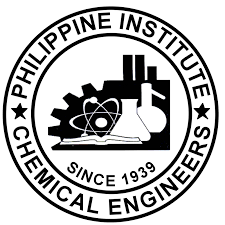 PHILIPPINE INSTITUTE
CHEMICAL ENGINEERS
SINCE 1939